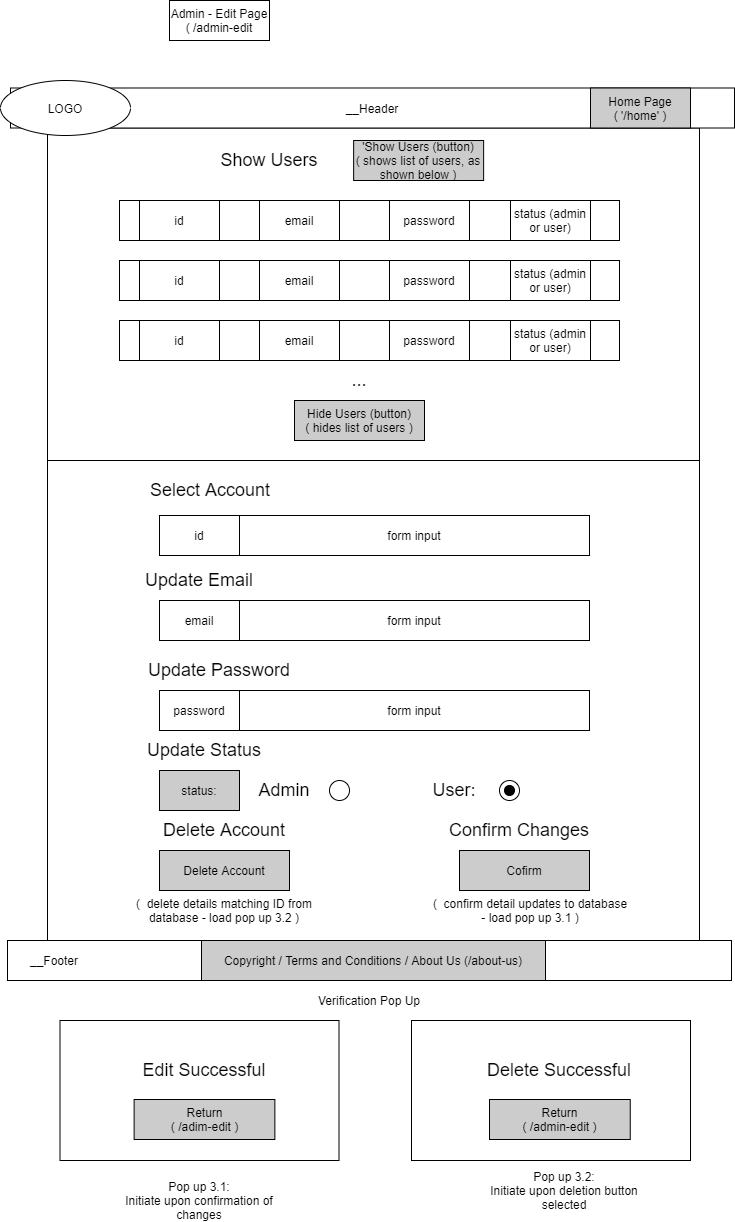 Admin - Edit Page
( /admin-edit
LOGO
__Header
Home Page
( '/home' )
Show Users
'Show Users (button)
( shows list of users, as
shown below )
id
email
password
status (admin
or user)
id
email
password
status (admin
or user)
id
email
password
status (admin
or user)
...
Hide Users (button)
( hides list of users )
Select Account
id
form input
Update Email
email
form input
Update Password
password
form input
Update Status
status:
Admin
User:
Delete Account
Confirm Changes
Delete Account
Cofirm
( delete details matching ID from
database - load pop up 3.2 )
( confirm detail updates to database
- load pop up 3.1 )
__Footer
Copyright / Terms and Conditions / About Us (/about-us)
Verification Pop Up
Edit Successful
Return
( /adim-edit )
Delete Successful
Return
( /admin-edit )
Pop up 3.1:
Initiate upon confirmation of
changes
Pop up 3.2:
Initiate upon deletion button
selected